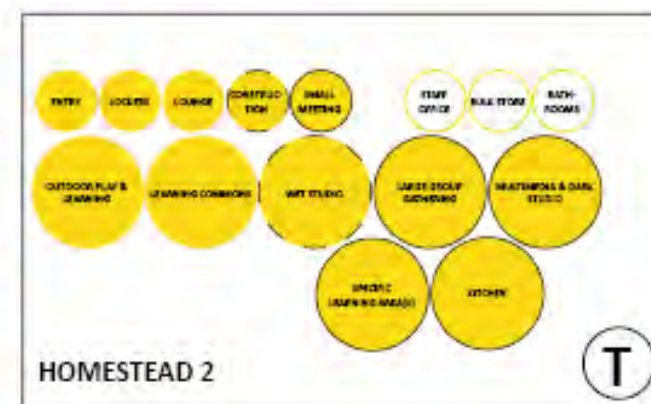 ENTRY
LOCKERS
LOUNGE
CONSTRUC-
TION
SMALL
MEETING
STAFF
OFFICE
BULK STORE
BATH-
ROOMS
OUTDOOR PLAY &
LEARNING
LEARNING COMMONS
WET STUDIO
LARGE GROUP
GATHERING
MULTIMEDIA & DARK
STUDIO
SPECIFIC
LEARNING AREA(S)
KITCHEN
HOMESTEAD 2
T